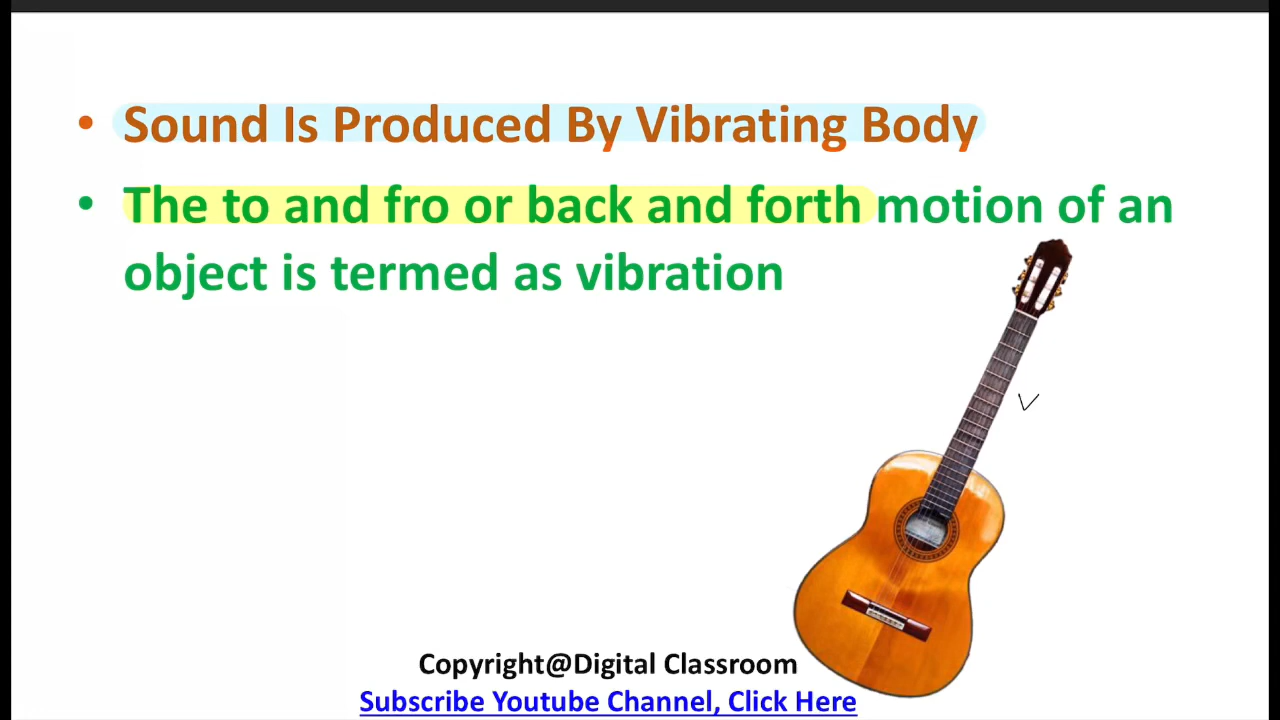 • Sound Is Produced By Vibrating Body
• The to and fro or back and forth motion of an
object is termed as vibration
Copyright@Digital Classroom
Subscribe Youtube Channel, Click Here